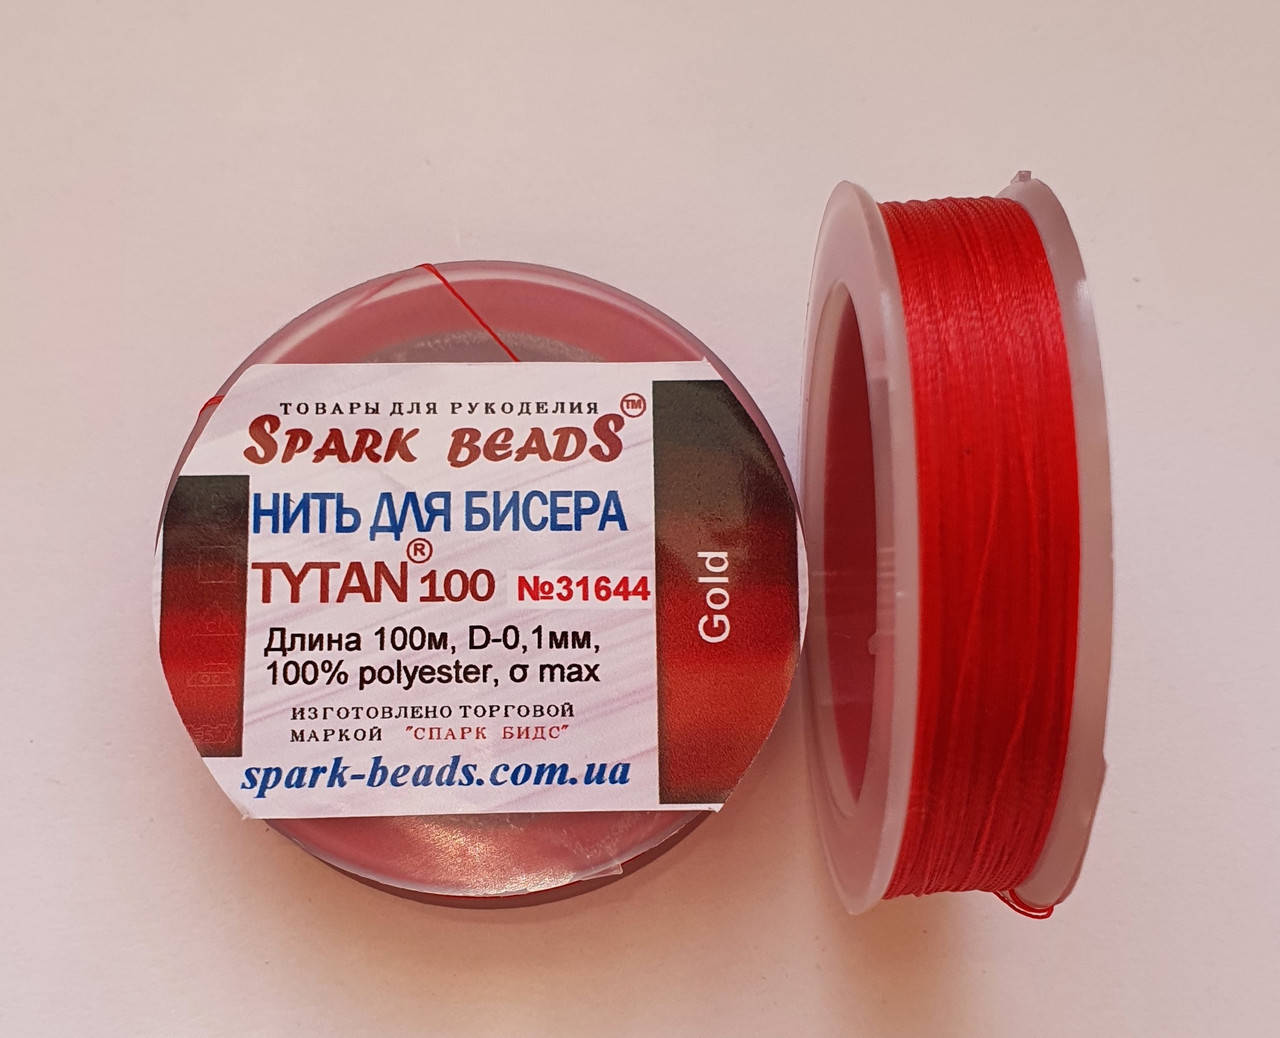 ТОВАРЫ ДЛЯ РУКОДЕЛИЯ
SPARK BEADS™
НИТЬ ДЛЯ БИСЕРА
TYTAN® 100 №31644
Длина 100м, D-0,1мм,
100% polyester, σ max
ИЗГОТОВЛЕНО ТОРГОВОЙ
МАРКОЙ "СПАРК БИДС"
spark-beads.com.ua
Gold